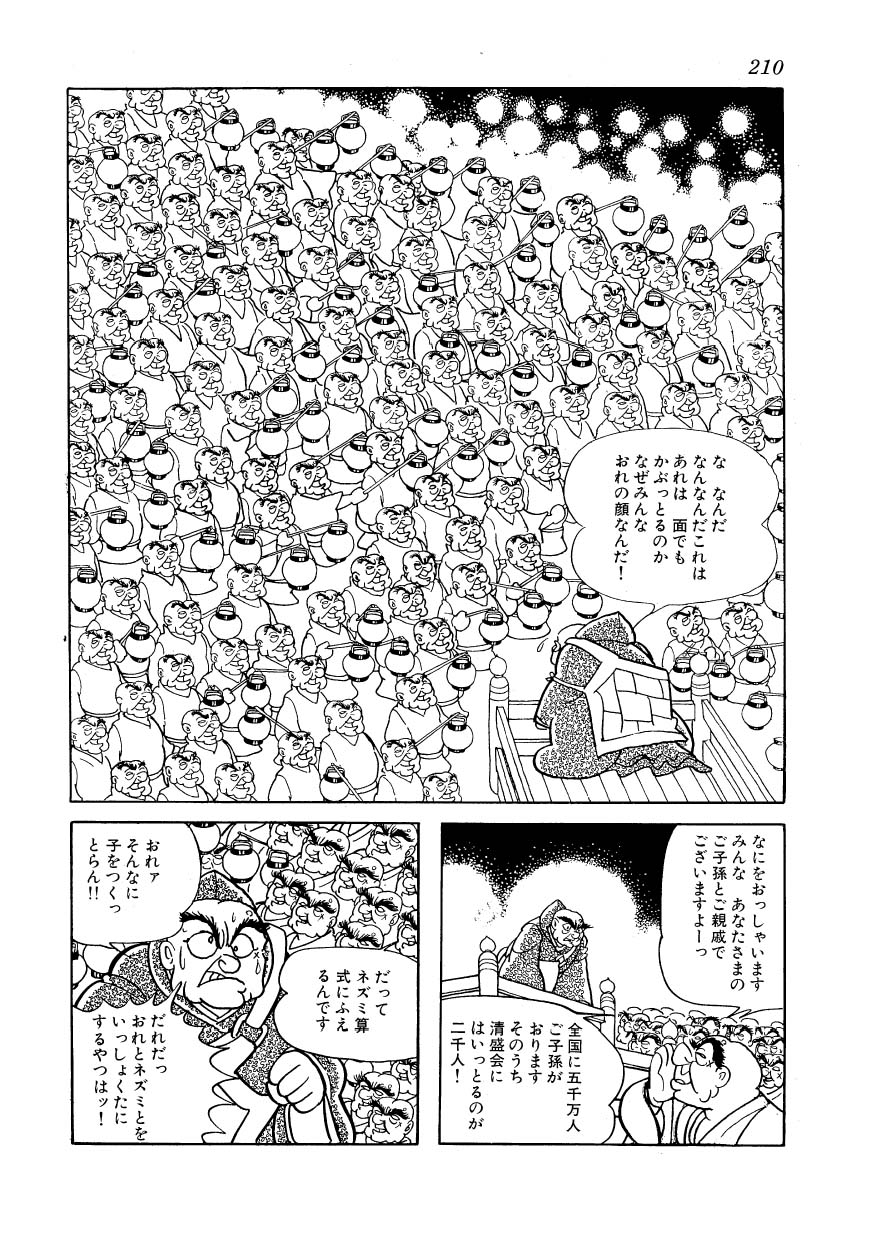 210
な　なんだ
なんなんだこれは
あれは　面でも
かぶっとるのか
なぜみんな
おれの顔なんだ！
なにをおっしゃいます
みんな　あなたさまの
ご子孫とご親戚で
ございますよーっ
全国に五千万人
ご子孫が
おります
そのうち
清盛会に
はいっとるのが
二千人！
おれァ
そんなに
子をつくっ
とらん!!
だって
ネズミ算
式にふえ
るんです
だれだっ
おれとネズミとを
いっしょくたに
するやつはッ！